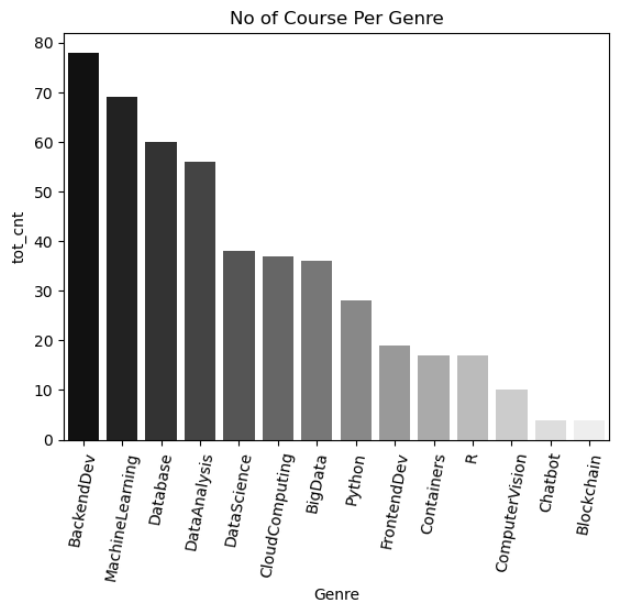 No of Course Per Genre
tot_cnt
80
70
60
50
40
30
20
10
0
BackendDev
MachineLearning
Database
DataAnalysis
DataScience
CloudComputing
BigData
Python
FrontendDev
Containers
R
ComputerVision
Chatbot
Blockchain
Genre